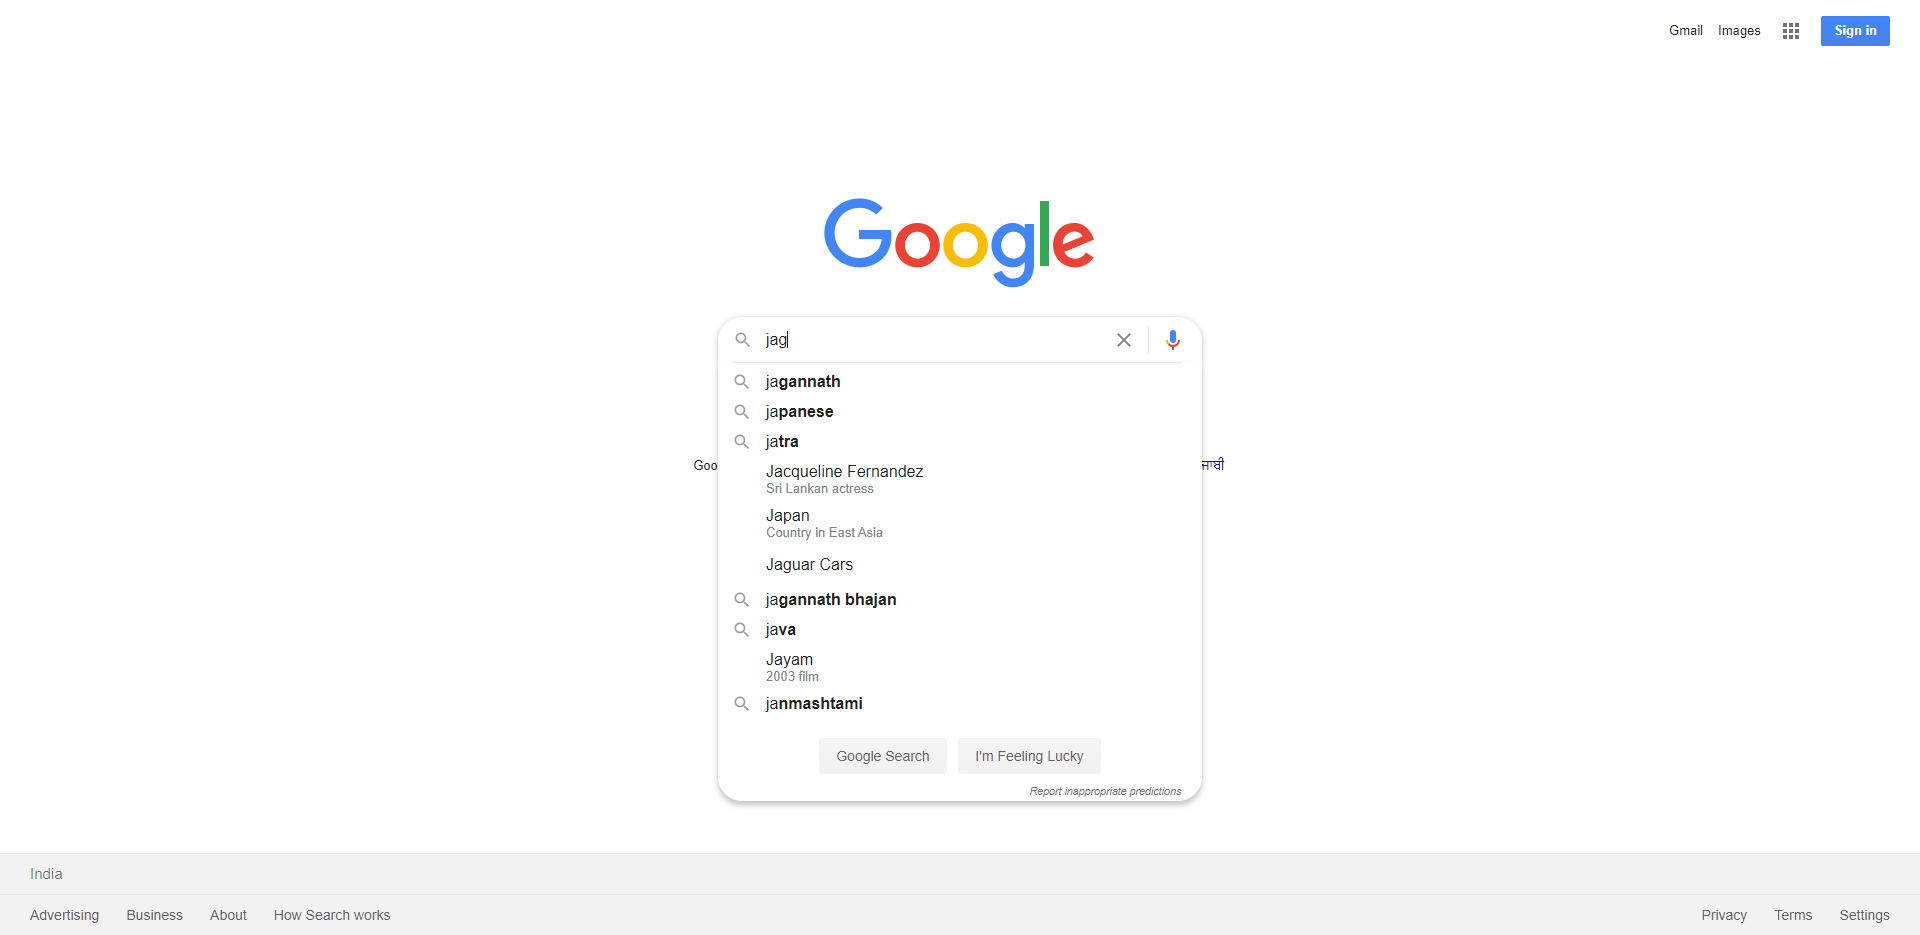 Gmail Images Sign in
Google
jag
jagannath
japanese
jatra
Jacqueline Fernandez
Sri Lankan actress
Goo ਜਾਬੀ
Japan
Country in East Asia
Jaguar Cars
jagannath bhajan
java
Jayam
2003 film
janmashtami
Google Search I'm Feeling Lucky
Report inappropriate predictions
India
Advertising Business About How Search works Privacy Terms Settings